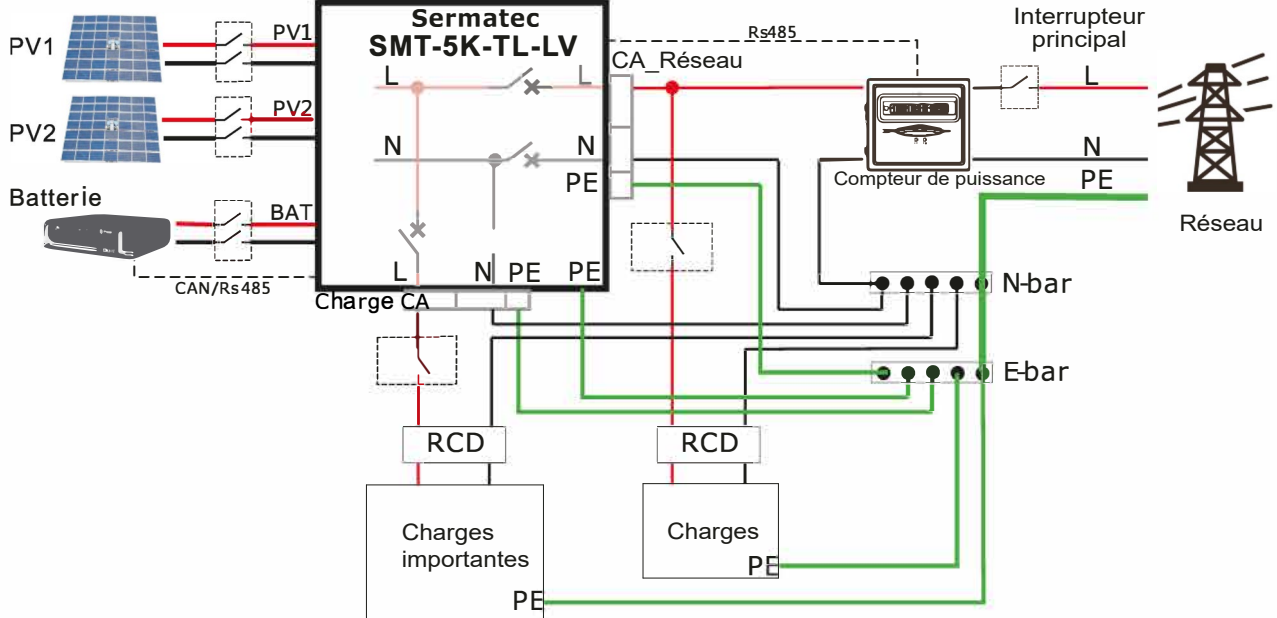 Sermatec
SMT-5K-TL-LV
PV1
PV1
PV2
PV2
Batterie
BAT
CAN/Rs485
L
L
N
N
PE
L
N
PE
PE
Charge CA
CA_Réseau
Rs485
Interrupteur
principal
L
N
PE
Compteur de puissance
Réseau
N-bar
E-bar
RCD
RCD
Charges
importantes
PE
Charges
PE